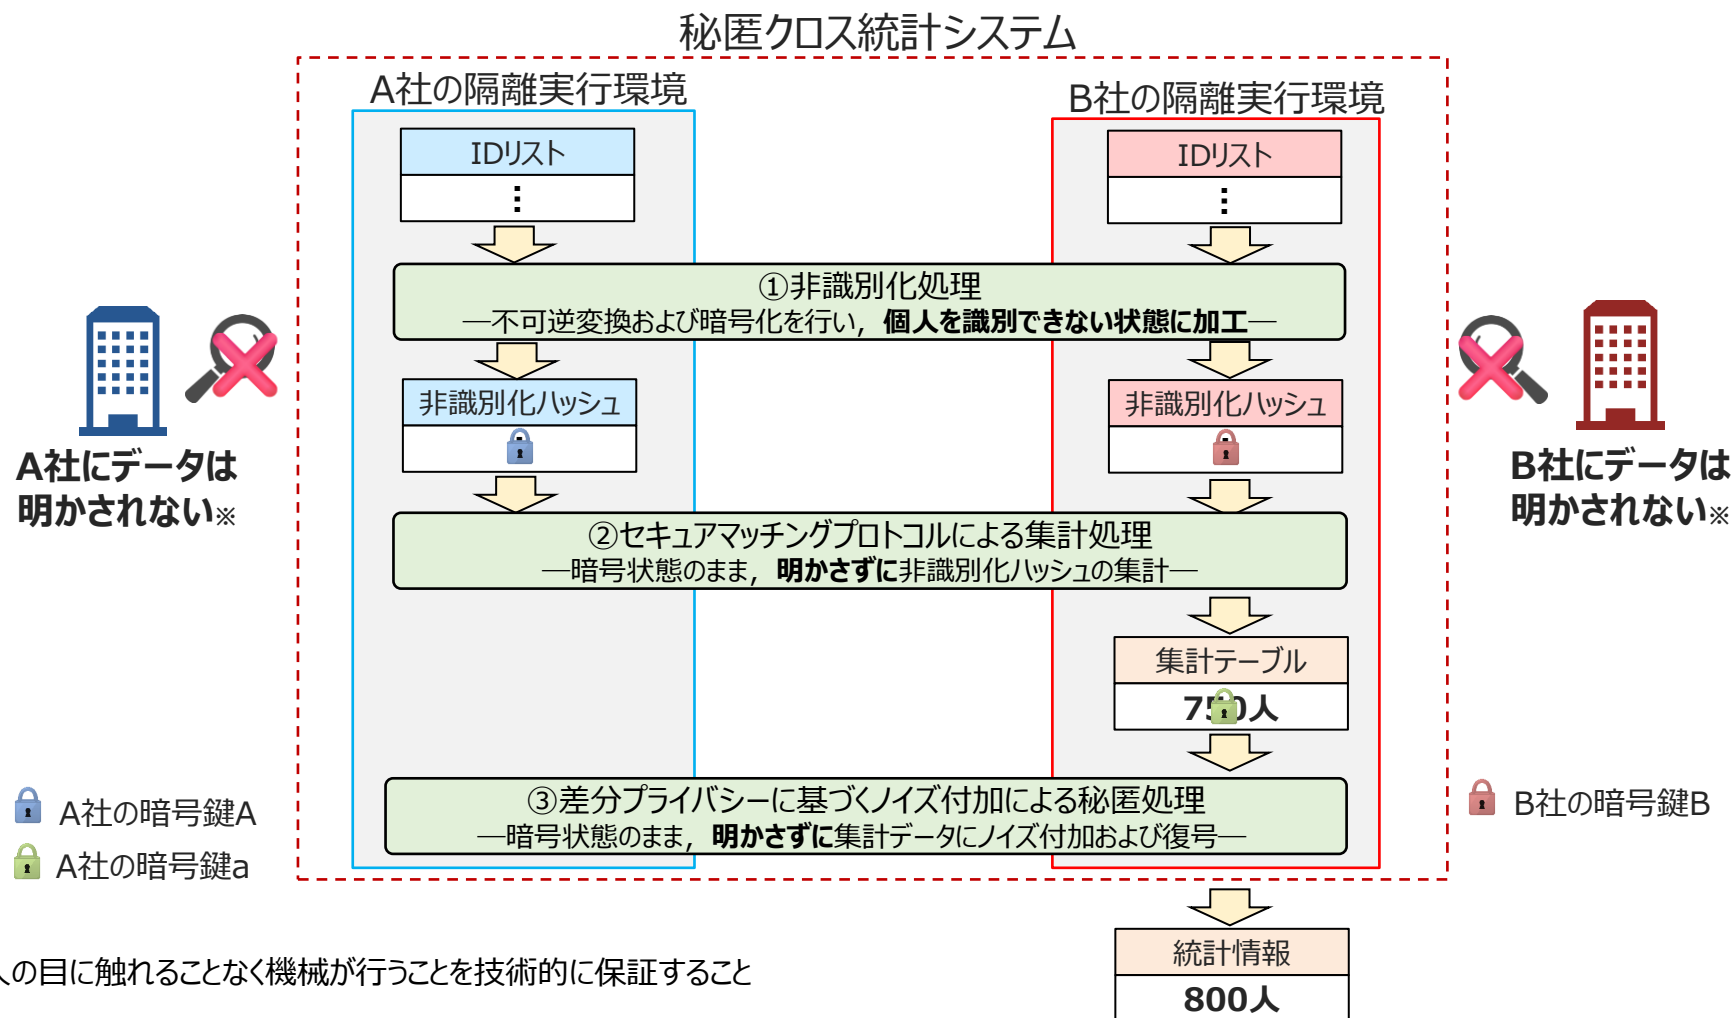 秘匿クロス統計システム
A社の隔離実行環境
B社の隔離実行環境
IDリスト
⋮
IDリスト
⋮
①非識別化処理
―不可逆変換および暗号化を行い，個人を識別できない状態に加工―
非識別化ハッシュ
非識別化ハッシュ
A社にデータは
明かされない※
B社にデータは
明かされない※
②セキュアマッチングプロトコルによる集計処理
―暗号状態のまま，明かさずに非識別化ハッシュの集計―
集計テーブル
750人
③差分プライバシーに基づくノイズ付加による秘匿処理
―暗号状態のまま，明かさずに集計データにノイズ付加および復号―
A社の暗号鍵A
A社の暗号鍵a
B社の暗号鍵B
統計情報
800人
人の目に触れることなく機械が行うことを技術的に保証すること